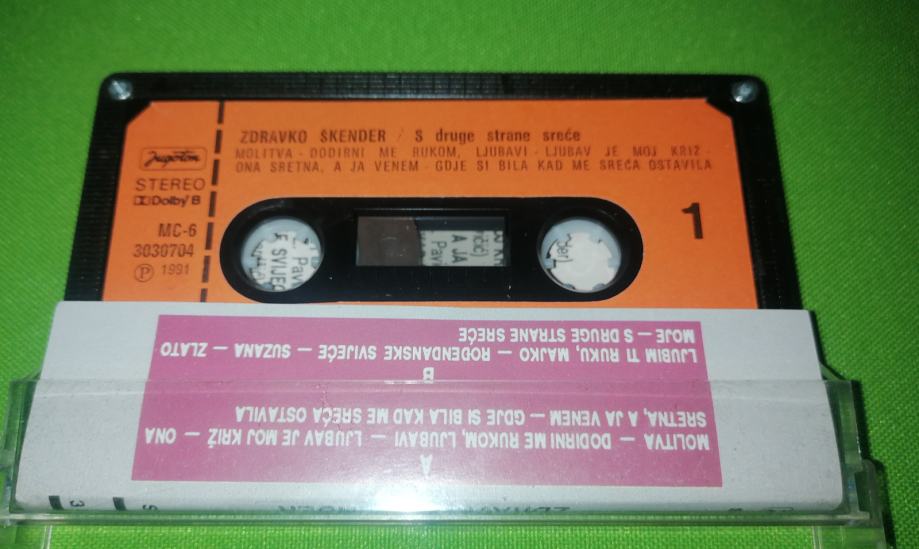 ZDRAVKO ŠKENDER / S druge strane sreće
MOLITVA - DODIRNI ME RUKOM, LJUBAVI - LJUBAV JE MOJ KRIŽ -
ONA SRETNA, A JA VENEM - GDJE SI BILA KAD ME SREĆA OSTAVILA
Jugoton
STEREO
Dolby B
MC-6
3030704
℗ 1991
1
A JA
Pav
E SVIJEĆ
A
MOLITVA — DODIRNI ME RUKOM, LJUBAVI — LJUBAV JE MOJ KRIŽ — ONA
SRETNA, A JA VENEM — GDJE SI BILA KAD ME SREĆA OSTAVILA
B
LJUBIM TI RUKU, MAJKO — ROĐENDANSKE SVIJEĆE — SUZANA — ZLATO
MOJE — S DRUGE STRANE SREĆE